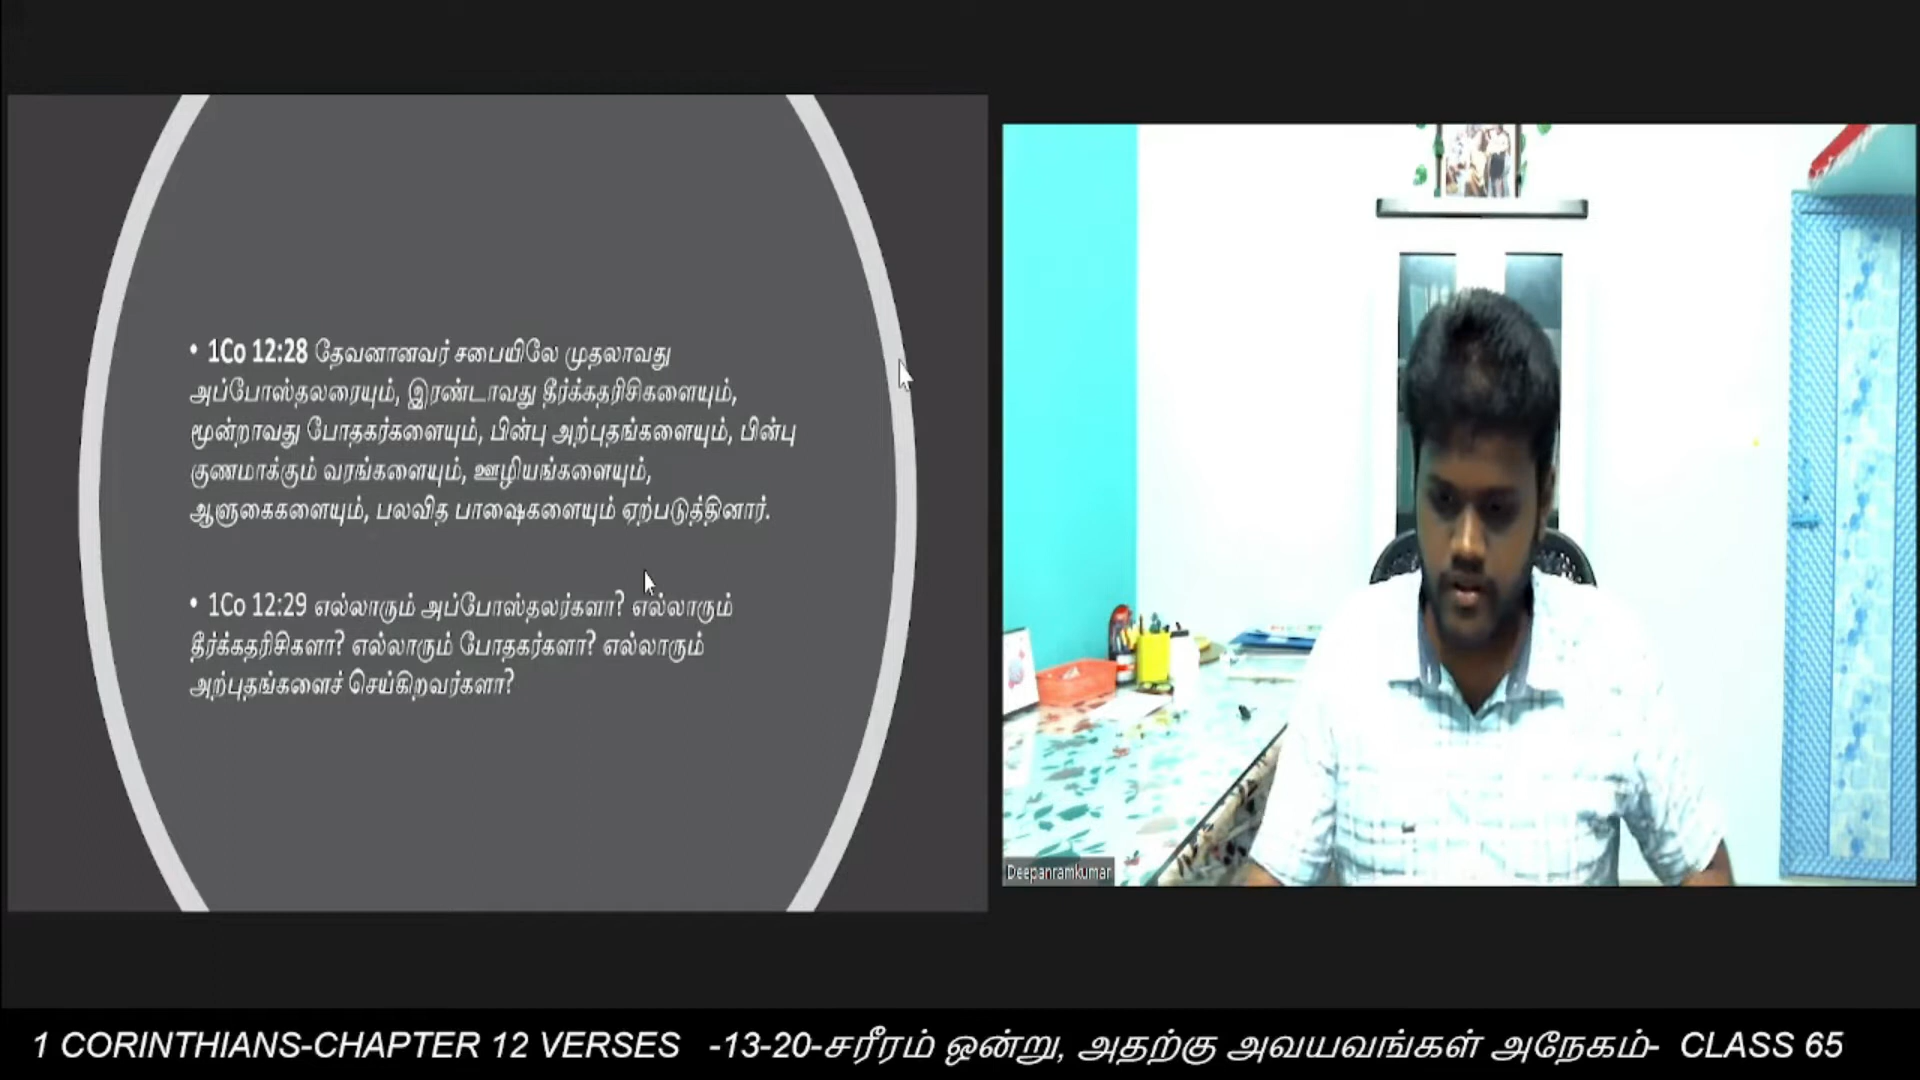 • 1Co 12:28 தேவனானவர் சபையிலே முதலாவது
அப்போஸ்தலரையும், இரண்டாவது தீர்க்கதரிசிகளையும்,
மூன்றாவது போதகர்களையும், பின்பு அற்புதங்களையும், பின்பு
குணமாக்கும் வரங்களையும், ஊழியங்களையும்,
ஆளுகைகளையும், பலவித பாஷைகளையும் ஏற்படுத்தினார்.
• 1Co 12:29 எல்லாரும் அப்போஸ்தலர்களா? எல்லாரும்
தீர்க்கதரிசிகளா? எல்லாரும் போதகர்களா? எல்லாரும்
அற்புதங்களைச் செய்கிறவர்களா?
Deepanramkumar
1 CORINTHIANS-CHAPTER 12 VERSES -13-20-சரீரம் ஒன்று, அதற்கு அவயவங்கள் அநேகம்- CLASS 65